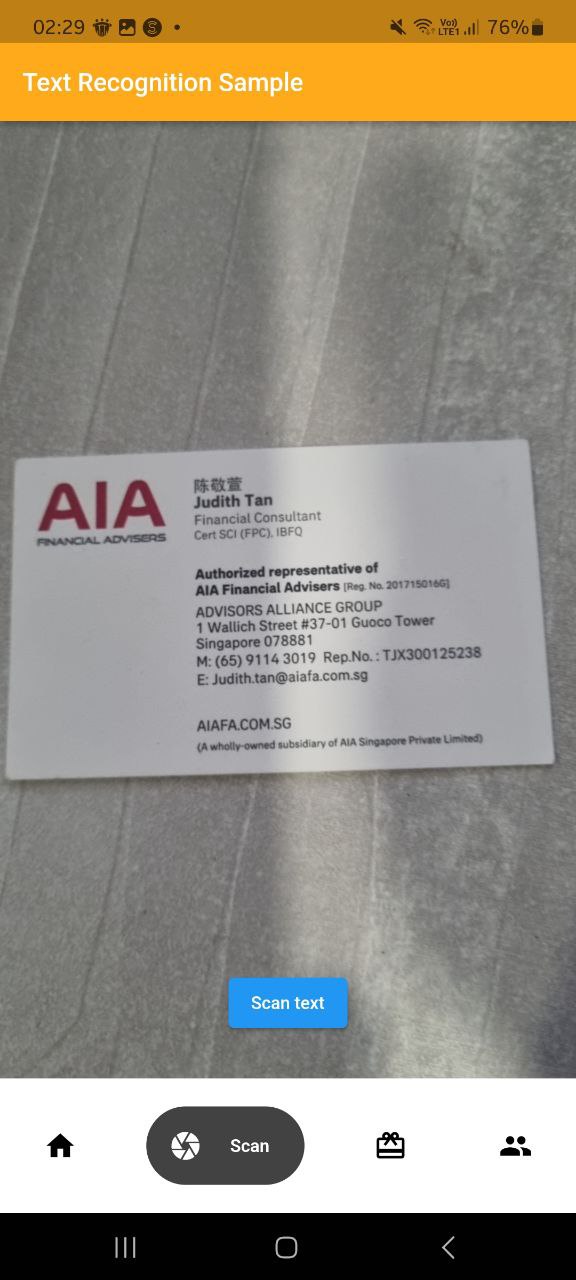 02:29
Vo)) LTE1 76%
Text Recognition Sample
AIA
FINANCIAL ADVISERS
陈敬萱
Judith Tan
Financial Consultant
Cert SCI (FPC), IBFQ
Authorized representative of
AIA Financial Advisers [Reg. No. 201715016G]
ADVISORS ALLIANCE GROUP
1 Wallich Street #37-01 Guoco Tower
Singapore 078881
M: (65) 9114 3019 Rep.No. : TJX300125238
E: Judith.tan@aiafa.com.sg
AIAFA.COM.SG
(A wholly-owned subsidiary of AIA Singapore Private Limited)
Scan text
Scan